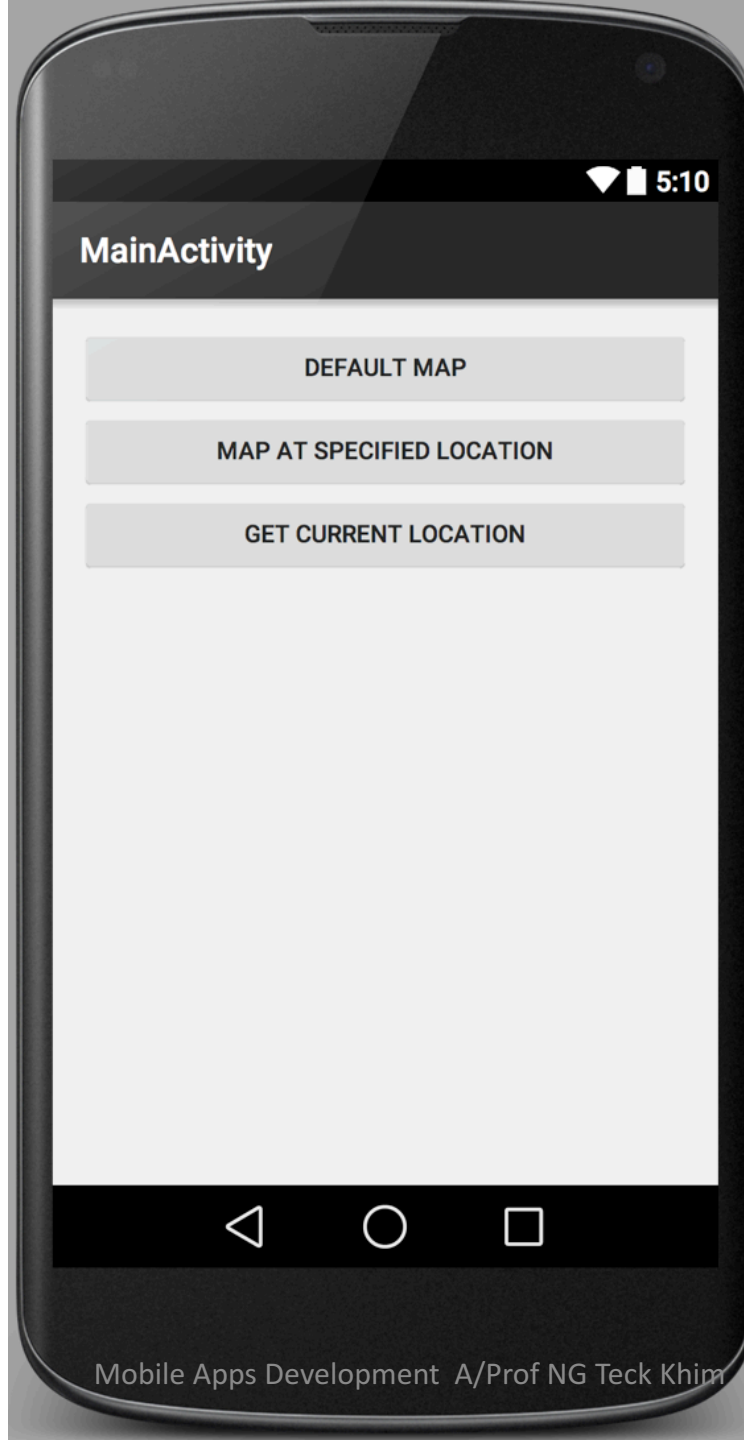 5:10
MainActivity
DEFAULT MAP
MAP AT SPECIFIED LOCATION
GET CURRENT LOCATION
Mobile Apps Development A/Prof NG Teck Khim